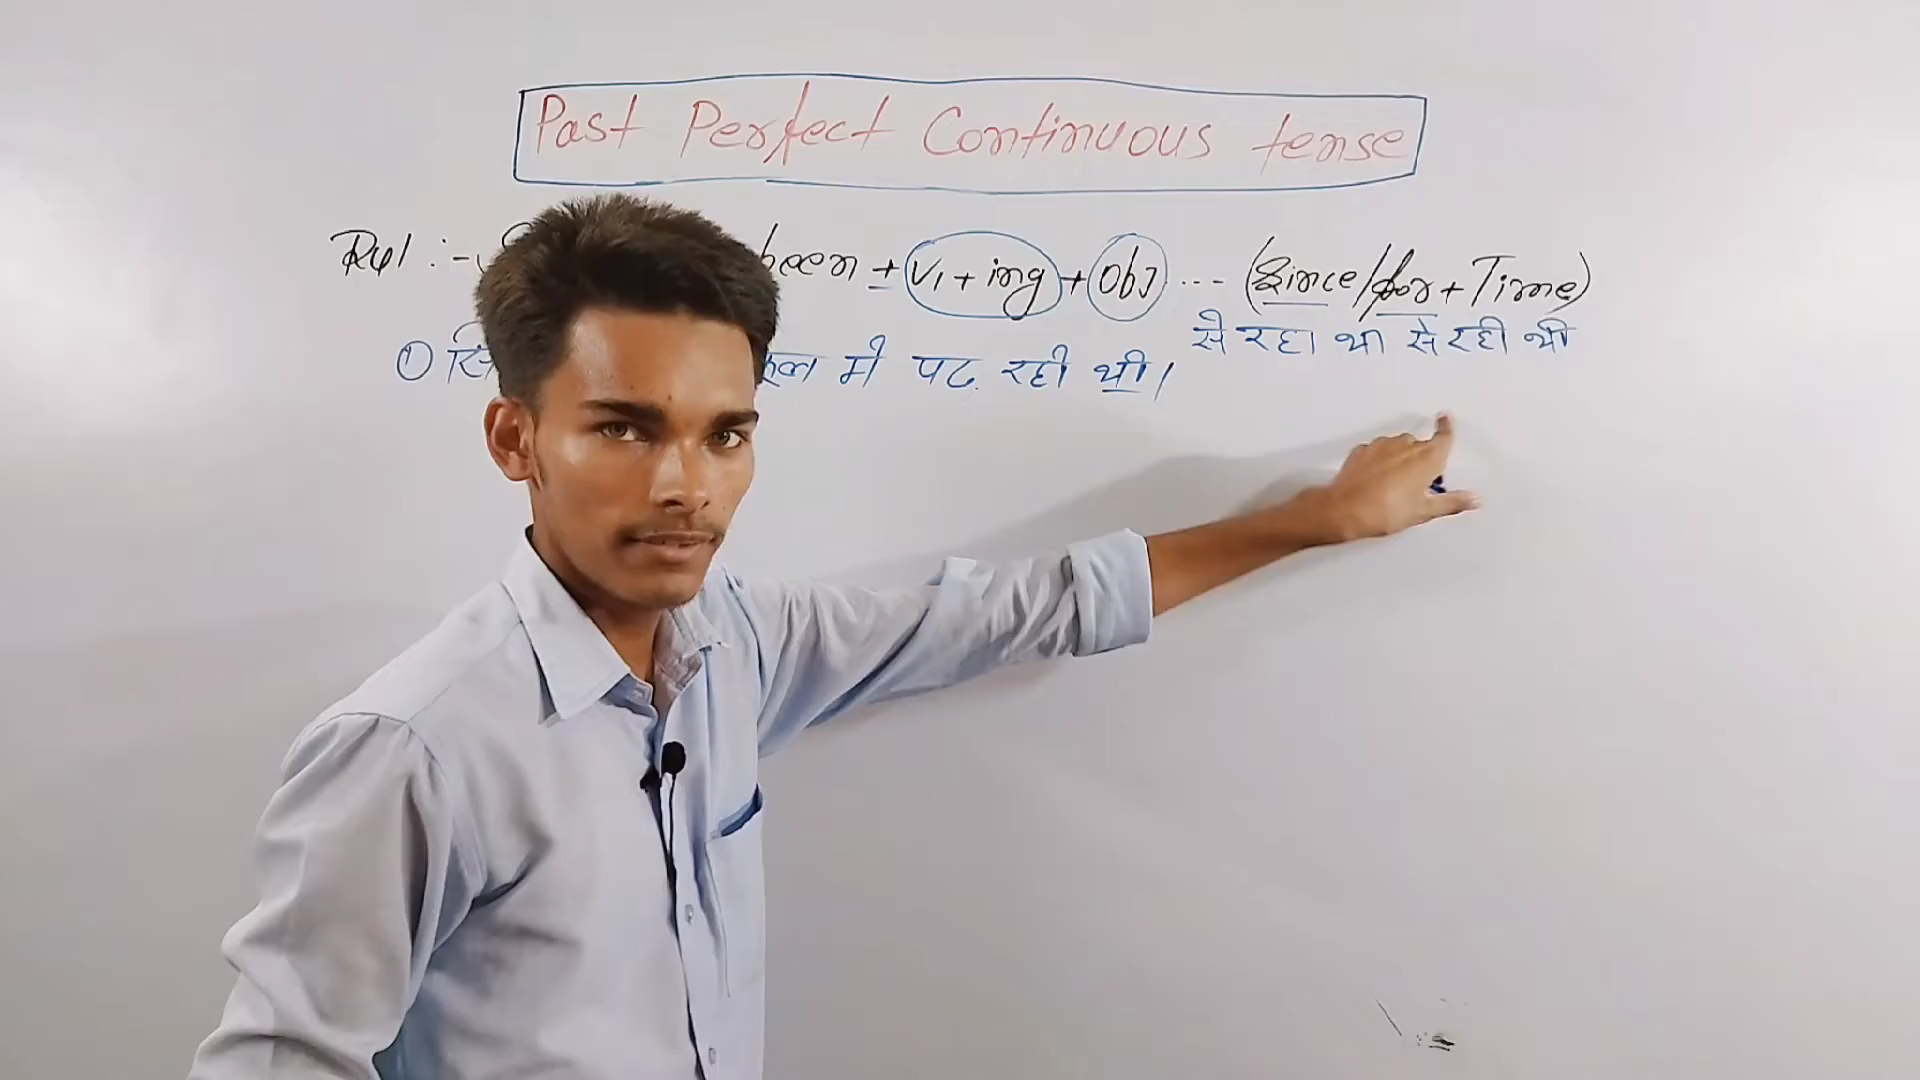 Past Perfect Continuous tense
Rul :- been + V1 + ing + Obj ... (Since/for + Time)
से रहा था से रही थी
① में पढ़ रही थी।